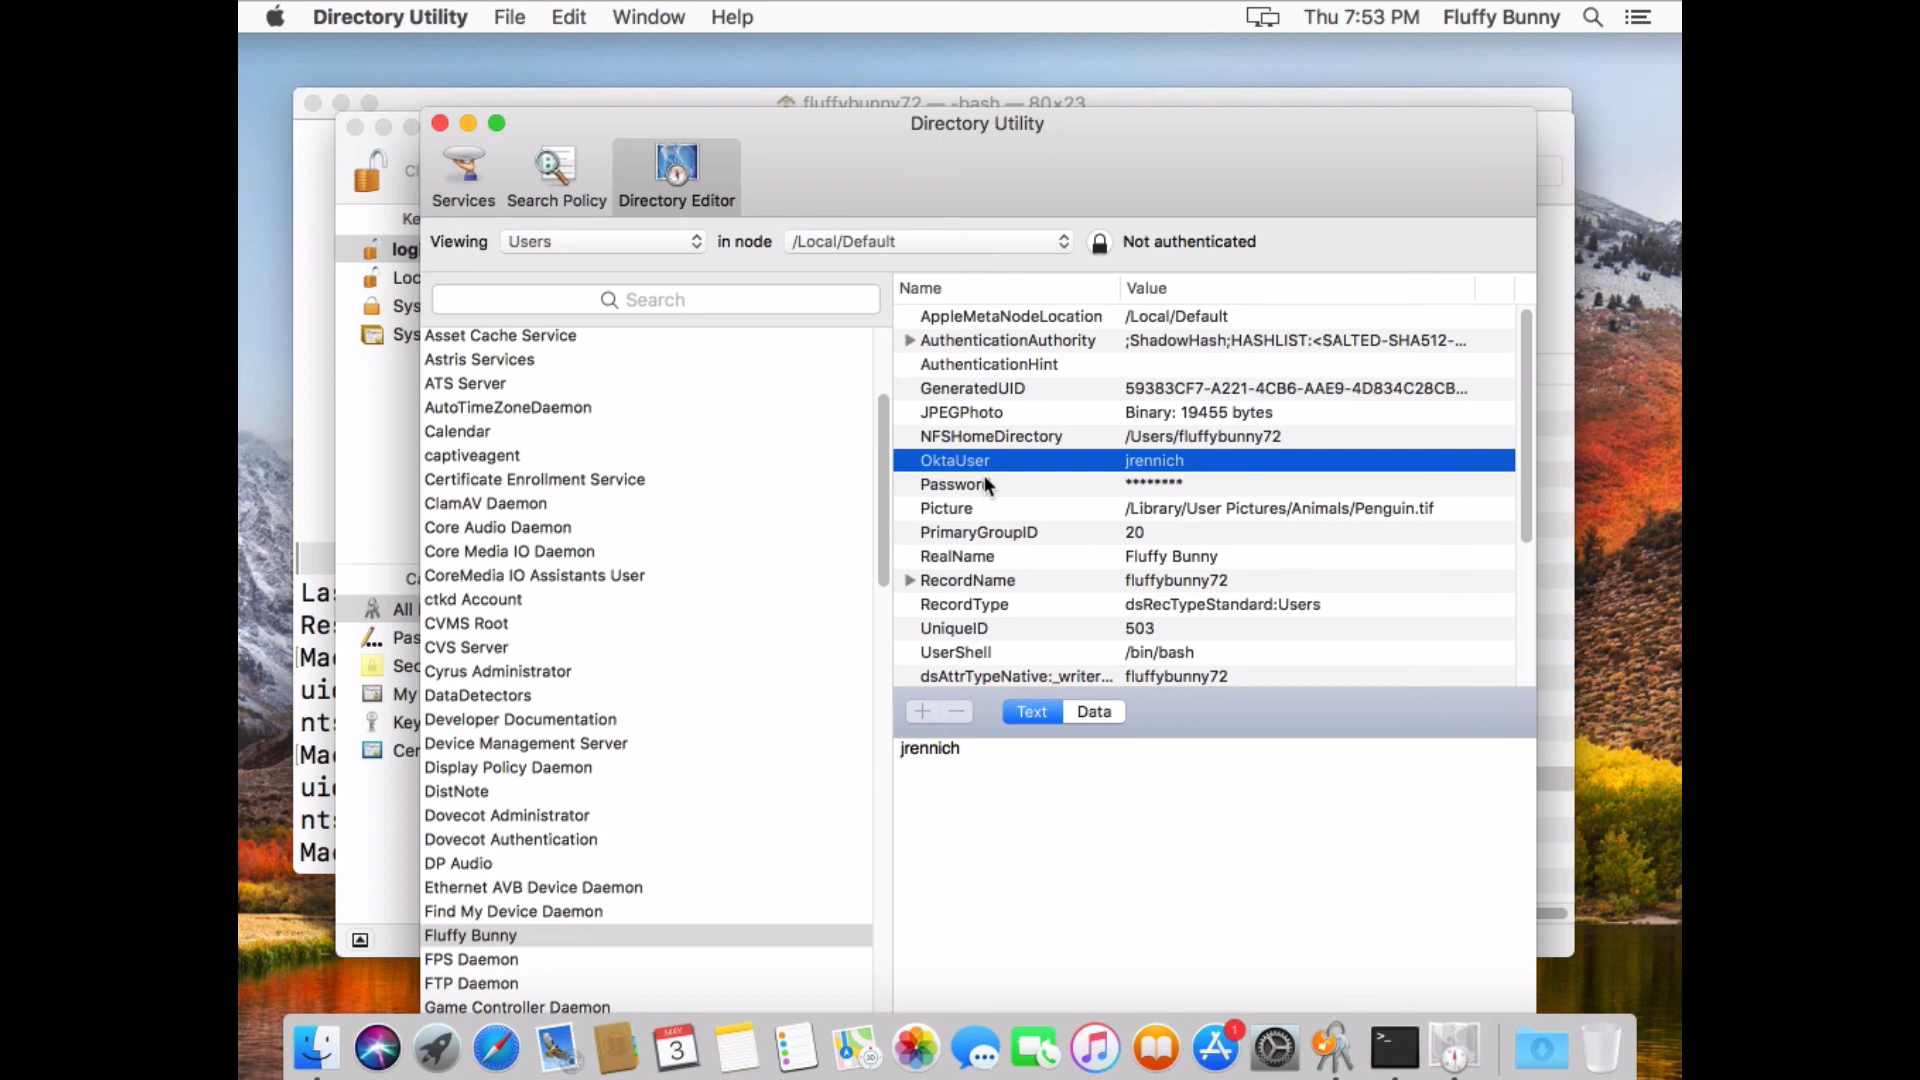 Directory Utility File Edit Window Help Thu 7:53 PM Fluffy Bunny
fluffybunny72 — -bash — 80×23
Directory Utility
Services Search Policy Directory Editor
Viewing Users in node /Local/Default Not authenticated
Search
Name Value
Asset Cache Service
Astris Services
ATS Server
AutoTimeZoneDaemon
Calendar
captiveagent
Certificate Enrollment Service
ClamAV Daemon
Core Audio Daemon
Core Media IO Daemon
CoreMedia IO Assistants User
ctkd Account
CVMS Root
CVS Server
Cyrus Administrator
DataDetectors
Developer Documentation
Device Management Server
Display Policy Daemon
DistNote
Dovecot Administrator
Dovecot Authentication
DP Audio
Ethernet AVB Device Daemon
Find My Device Daemon
Fluffy Bunny
FPS Daemon
FTP Daemon
Game Controller Daemon
AppleMetaNodeLocation /Local/Default
AuthenticationAuthority ;ShadowHash;HASHLIST:<SALTED-SHA512-...
AuthenticationHint
GeneratedUID 59383CF7-A221-4CB6-AAE9-4D834C28CB...
JPEGPhoto Binary: 19455 bytes
NFSHomeDirectory /Users/fluffybunny72
OktaUser jrennich
Password ********
Picture /Library/User Pictures/Animals/Penguin.tif
PrimaryGroupID 20
RealName Fluffy Bunny
RecordName fluffybunny72
RecordType dsRecTypeStandard:Users
UniqueID 503
UserShell /bin/bash
dsAttrTypeNative:_writer... fluffybunny72
Text Data
jrennich
MAY
3
1